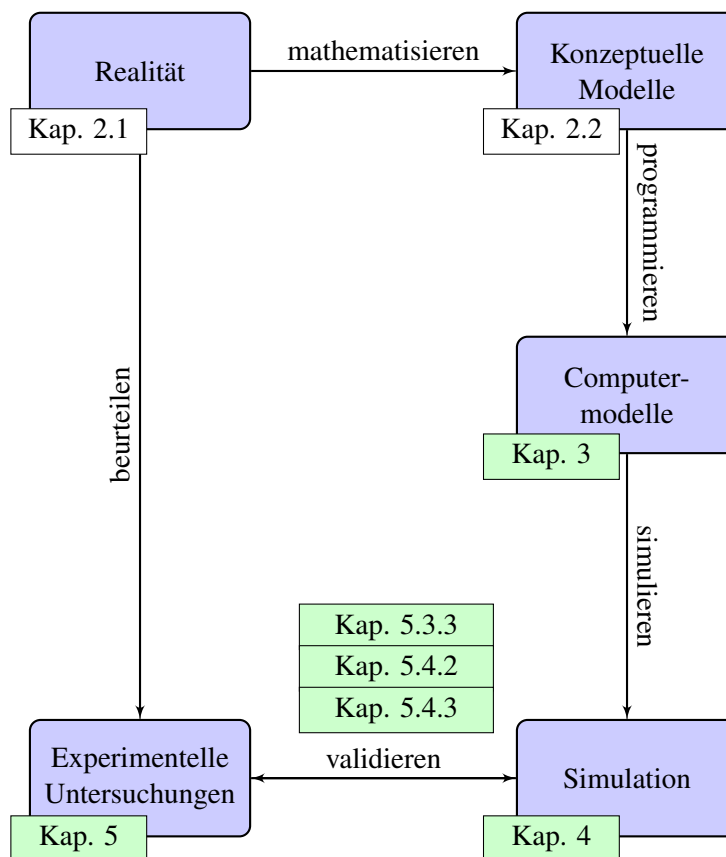 Realität
mathematisieren
Konzeptuelle
Modelle
Kap. 2.1
Kap. 2.2
programmieren
Computer-
modelle
Kap. 3
beurteilen
simulieren
Kap. 5.3.3
Kap. 5.4.2
Kap. 5.4.3
Experimentelle
Untersuchungen
validieren
Simulation
Kap. 5
Kap. 4